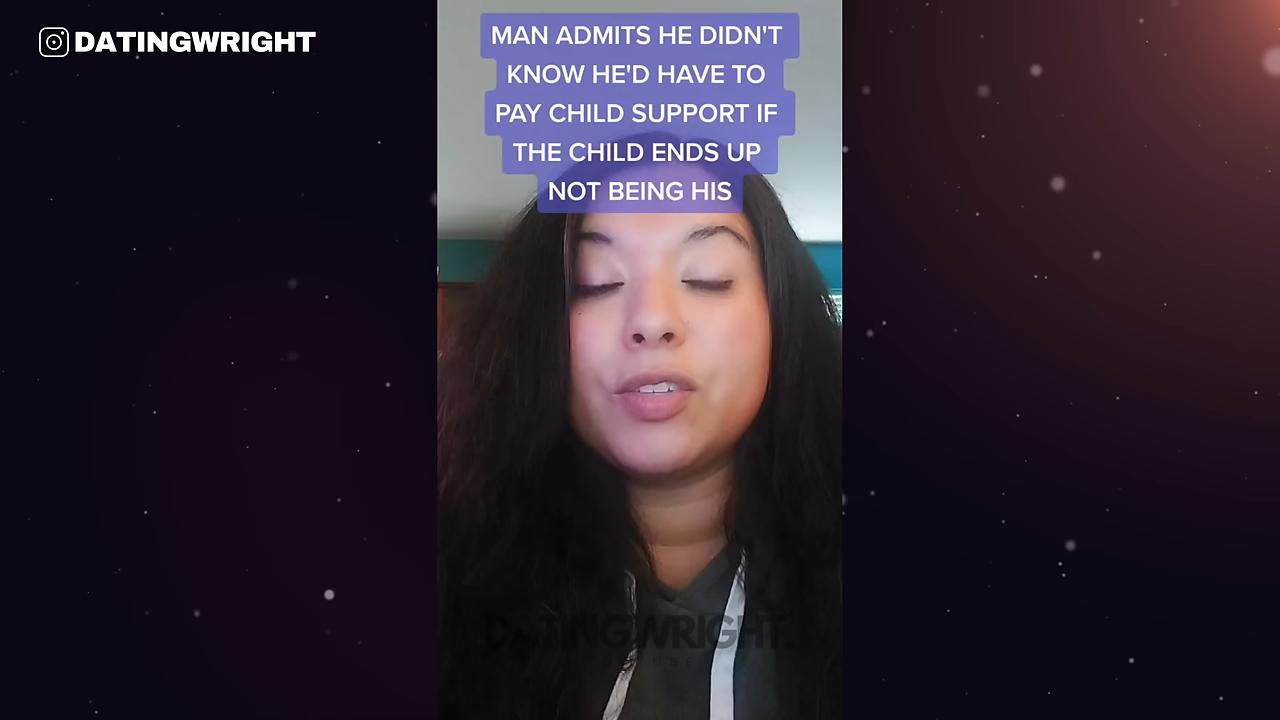 DATINGWRIGHT
MAN ADMITS HE DIDN'T
KNOW HE'D HAVE TO
PAY CHILD SUPPORT IF
THE CHILD ENDS UP
NOT BEING HIS
DATINGWRIGHT.